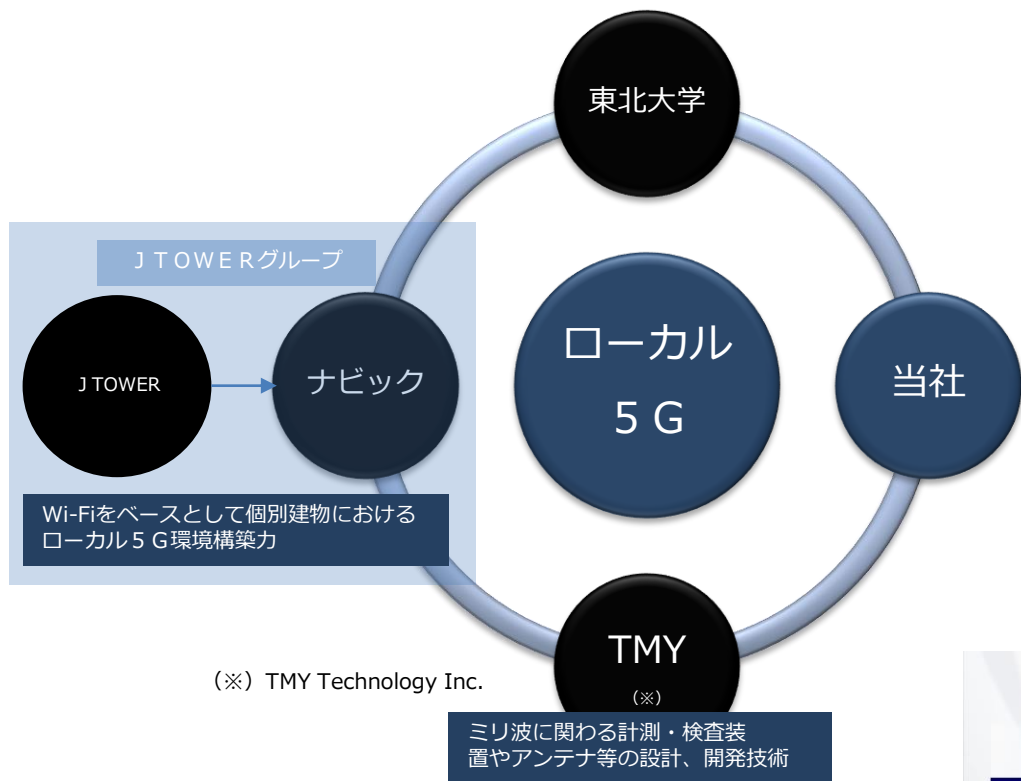 東北大学
ＪＴＯＷＥＲグループ
J TOWER
ナビック
ローカル
５Ｇ
当社
Wi-Fiをベースとして個別建物における
ローカル５Ｇ環境構築力
TMY
（※）
（※）TMY Technology Inc.
ミリ波に関わる計測・検査装
置やアンテナ等の設計、開発技術